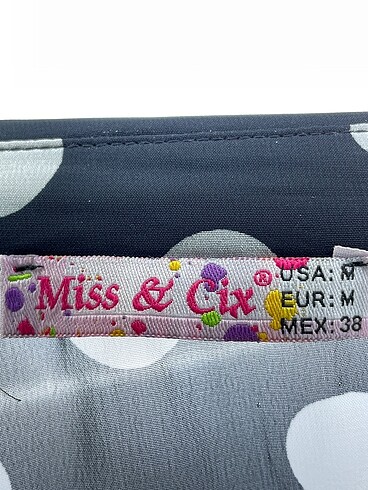 Miss & Cix®
USA: M
EUR: M
MEX: 38